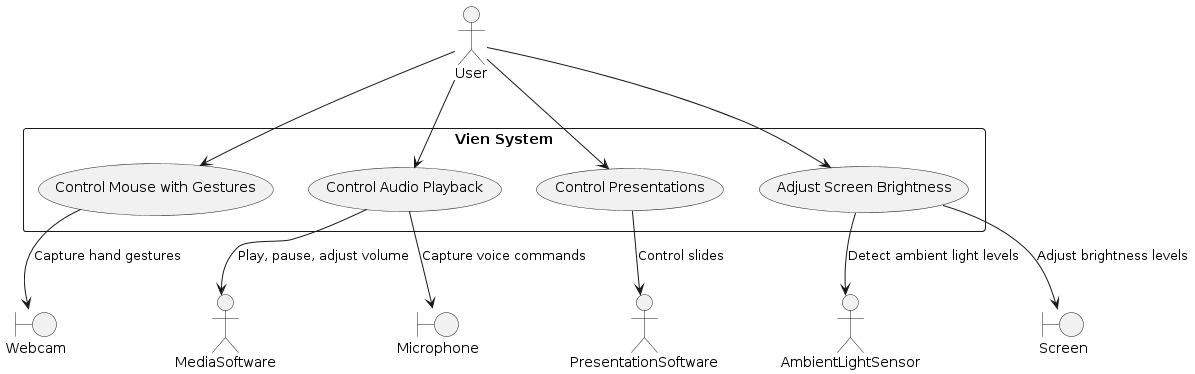 User
Vien System
Control Mouse with Gestures
Control Audio Playback
Control Presentations
Adjust Screen Brightness
Capture hand gestures
Play, pause, adjust volume
Capture voice commands
Control slides
Detect ambient light levels
Adjust brightness levels
Webcam
MediaSoftware
Microphone
PresentationSoftware
AmbientLightSensor
Screen